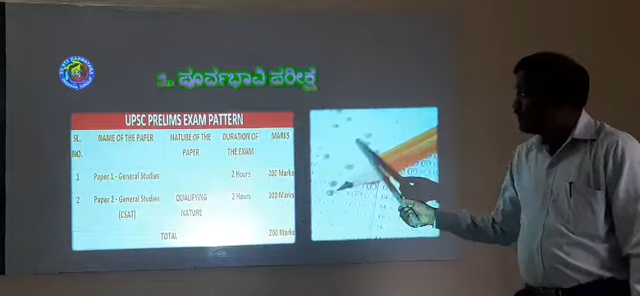 1. ಪೂರ್ವಭಾವಿ ಪರೀಕ್ಷ
UPSC PRELIMS EXAM PATTERN
SL. NAME OF THE PAPER NATURE OF THE DURATION OF MARKS
NO. PAPER THE EXAM
1 Paper 1 - General Studies 2 Hours 200 Marks
2 Paper 2 - General Studies QUALIFYING 2 Hours 200 Marks
(CSAT) NATURE
TOTAL 200 Marks